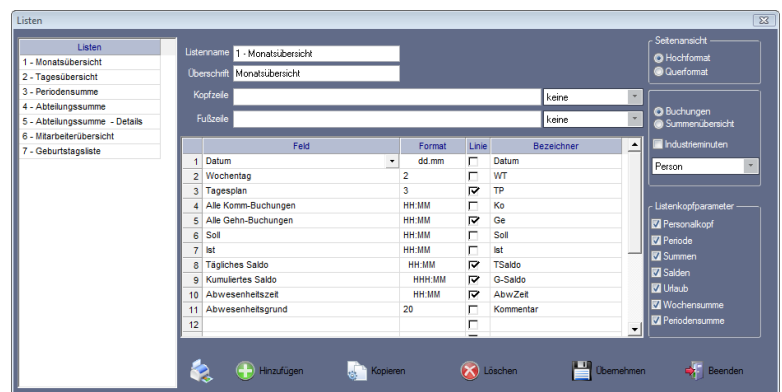 Listen
Listen
1 - Monatsübersicht
2 - Tagesübersicht
3 - Periodensumme
4 - Abteilungssumme
5 - Abteilungssumme - Details
6 - Mitarbeiterübersicht
7 - Geburtstagsliste
Listenname 1 - Monatsübersicht
Überschrift Monatsübersicht
Kopfzeile keine
Fußzeile keine
Feld Format Linie Bezeichner
1 Datum dd.mm Datum
2 Wochentag 2 WT
3 Tagesplan 3 TP
4 Alle Komm-Buchungen HH:MM Ko
5 Alle Gehn-Buchungen HH:MM Ge
6 Soll HH:MM Soll
7 Ist HH:MM Ist
8 Tägliches Saldo HH:MM TSaldo
9 Kumuliertes Saldo HHH:MM G-Saldo
10 Abwesenheitszeit HH:MM AbwZeit
11 Abwesenheitsgrund 20 Kommentar
12
Seitenansicht
Hochformat
Querformat
Buchungen
Summenübersicht
Industrieminuten
Person
Listenkopfparameter
Personalkopf
Periode
Summen
Salden
Urlaub
Wochensumme
Periodensumme
Hinzufügen Kopieren Löschen Übernehmen Beenden